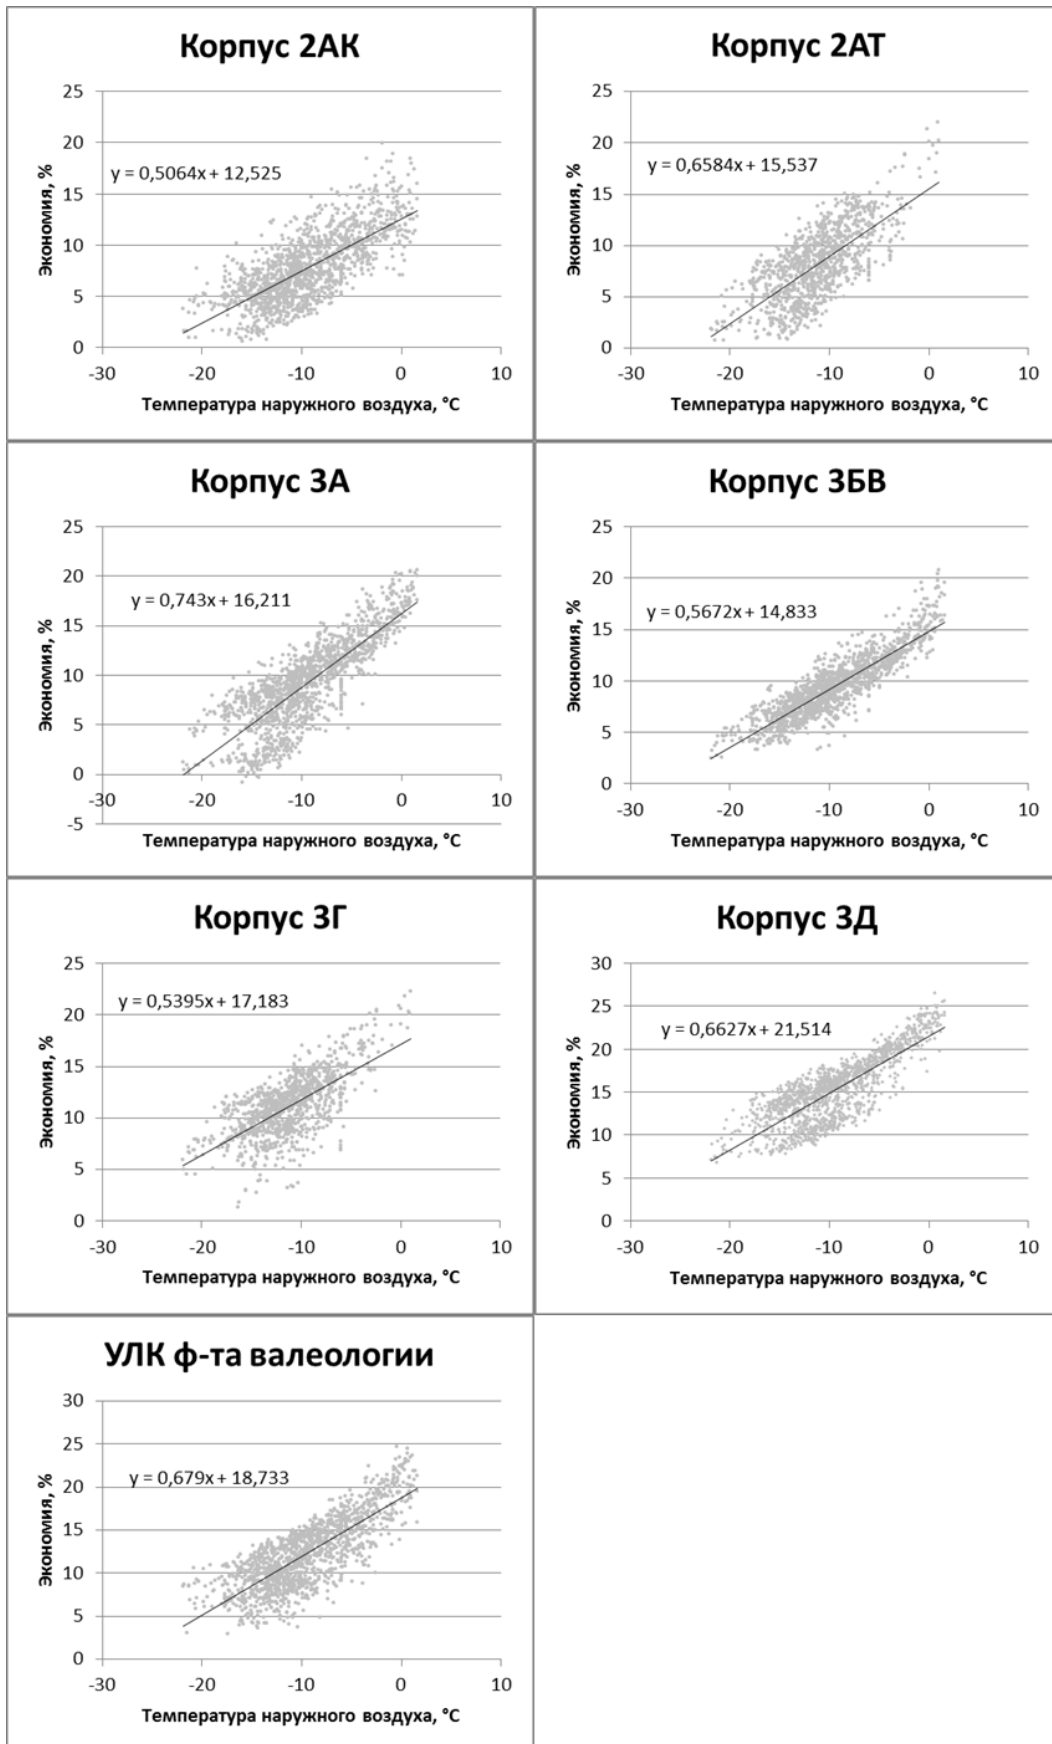 Корпус 2АК
25
20
15
10
5
0
y = 0,5064x + 12,525
Экономия, %
-30
-20
-10
0
10
Температура наружного воздуха, °С
Корпус 2АТ
25
20
15
10
5
0
y = 0,6584x + 15,537
Экономия, %
-30
-20
-10
0
10
Температура наружного воздуха, °С
Корпус 3А
25
20
15
10
5
0
-5
y = 0,743x + 16,211
Экономия, %
-30
-20
-10
0
10
Температура наружного воздуха, °С
Корпус 3БВ
25
20
15
10
5
0
y = 0,5672x + 14,833
Экономия, %
-30
-20
-10
0
10
Температура наружного воздуха, °С
Корпус 3Г
25
20
15
10
5
0
y = 0,5395x + 17,183
Экономия, %
-30
-20
-10
0
10
Температура наружного воздуха, °С
Корпус 3Д
30
25
20
15
10
5
0
y = 0,6627x + 21,514
Экономия, %
-30
-20
-10
0
10
Температура наружного воздуха, °С
УЛК ф-та валеологии
30
25
20
15
10
5
0
y = 0,679x + 18,733
Экономия, %
-30
-20
-10
0
10
Температура наружного воздуха, °С